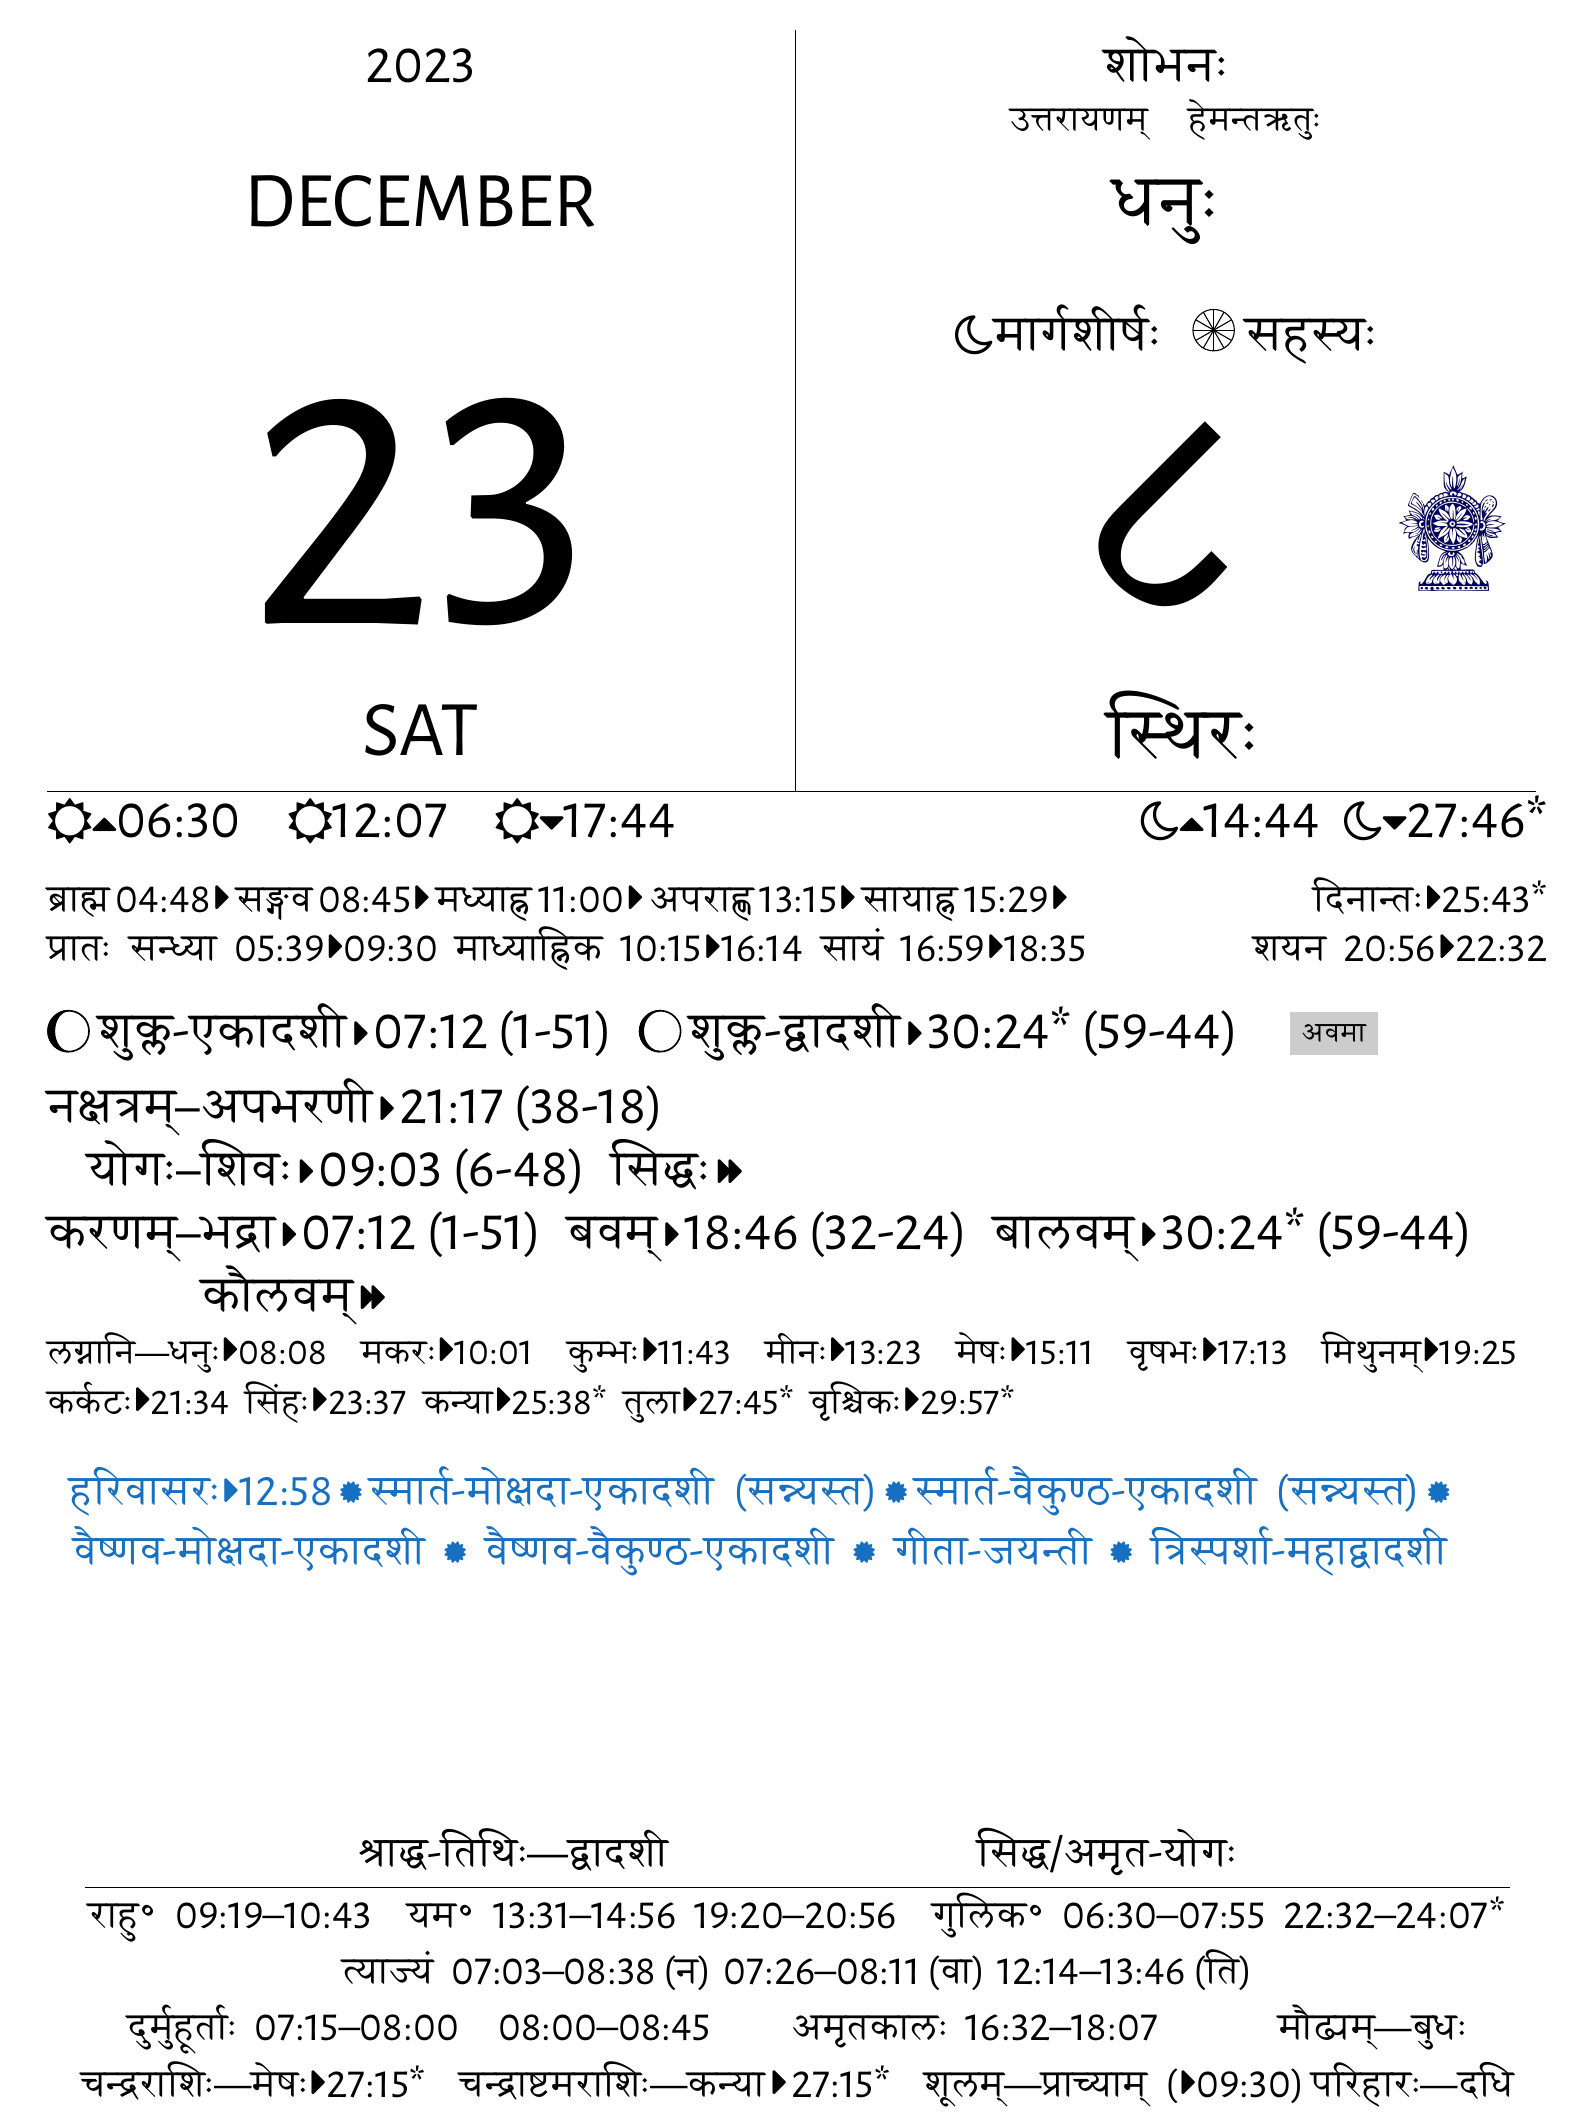 2023
DECEMBER
23
SAT
शोभनः
उत्तरायणम् हेमन्तऋतुः
धनुः
मार्गशीर्षः सहस्यः
८
स्थिरः
06:30 12:07 17:44 14:44 27:46*
ब्राह्म 04:48 सङ्गव 08:45 मध्याह्न 11:00 अपराह्ण 13:15 सायाह्न 15:29 दिनान्तः 25:43*
प्रातः सन्ध्या 05:39 09:30 माध्याह्निक 10:15 16:14 सायं 16:59 18:35 शयन 20:56 22:32
शुक्ल-एकादशी 07:12 (1-51) शुक्ल-द्वादशी 30:24* (59-44) अवमा
नक्षत्रम्–अपभरणी 21:17 (38-18)
योगः–शिवः 09:03 (6-48) सिद्धः
करणम्–भद्रा 07:12 (1-51) बवम् 18:46 (32-24) बालवम् 30:24* (59-44)
कौलवम्
लग्नानि—धनुः 08:08 मकरः 10:01 कुम्भः 11:43 मीनः 13:23 मेषः 15:11 वृषभः 17:13 मिथुनम् 19:25
कर्कटः 21:34 सिंहः 23:37 कन्या 25:38* तुला 27:45* वृश्चिकः 29:57*
हरिवासरः 12:58 स्मार्त-मोक्षदा-एकादशी (सन्न्यस्त) स्मार्त-वैकुण्ठ-एकादशी (सन्न्यस्त)
वैष्णव-मोक्षदा-एकादशी वैष्णव-वैकुण्ठ-एकादशी गीता-जयन्ती त्रिस्पर्शा-महाद्वादशी
श्राद्ध-तिथिः—द्वादशी सिद्ध/अमृत-योगः
राहु॰ 09:19–10:43 यम॰ 13:31–14:56 19:20–20:56 गुलिक॰ 06:30–07:55 22:32–24:07*
त्याज्यं 07:03–08:38 (न) 07:26–08:11 (वा) 12:14–13:46 (ति)
दुर्मुहूर्ताः 07:15–08:00 08:00–08:45 अमृतकालः 16:32–18:07 मौढ्यम्—बुधः
चन्द्रराशिः—मेषः 27:15* चन्द्राष्टमराशिः—कन्या 27:15* शूलम्—प्राच्याम् ( 09:30) परिहारः—दधि